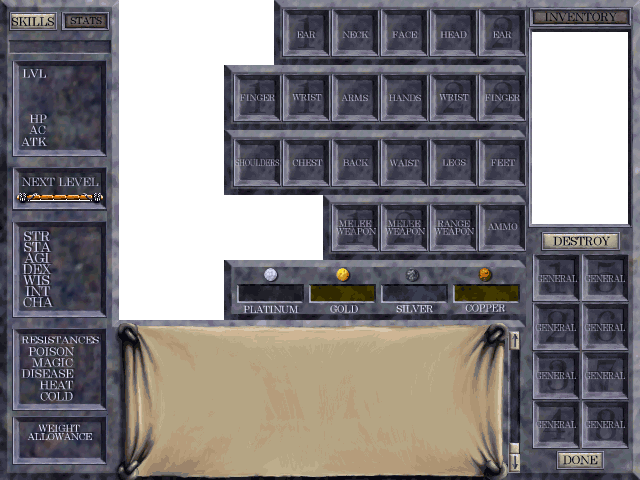 SKILLS STATS
LVL
HP
AC
ATK
NEXT LEVEL
STR
STA
AGI
DEX
WIS
INT
CHA
RESISTANCES
POISON
MAGIC
DISEASE
HEAT
COLD
WEIGHT
ALLOWANCE
EAR NECK FACE HEAD EAR
FINGER WRIST ARMS HANDS WRIST FINGER
SHOULDERS CHEST BACK WAIST LEGS FEET
MELEE WEAPON MELEE WEAPON RANGE WEAPON AMMO
PLATINUM GOLD SILVER COPPER
INVENTORY
DESTROY
GENERAL GENERAL
GENERAL GENERAL
GENERAL GENERAL
GENERAL GENERAL
DONE